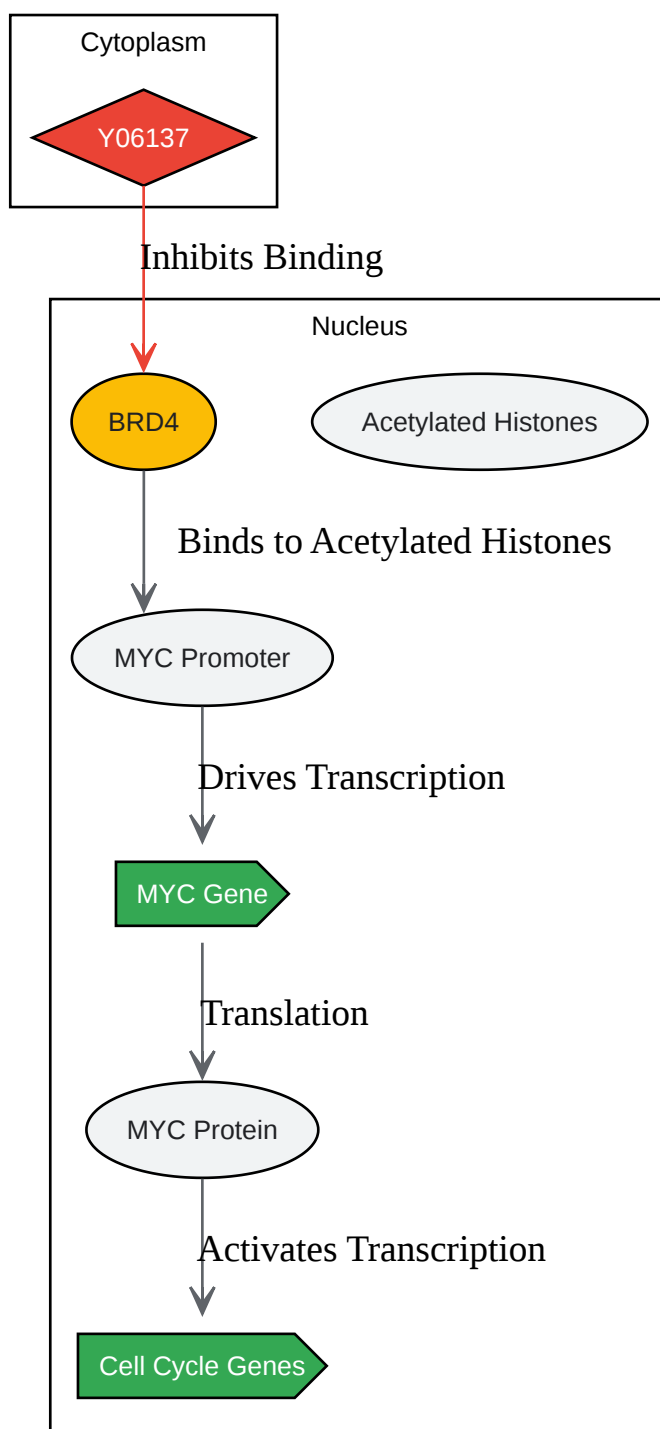 Cytoplasm
Y06137
Inhibits Binding
Nucleus
BRD4
Acetylated Histones
Binds to Acetylated Histones
MYC Promoter
Drives Transcription
MYC Gene
Translation
MYC Protein
Activates Transcription
Cell Cycle Genes